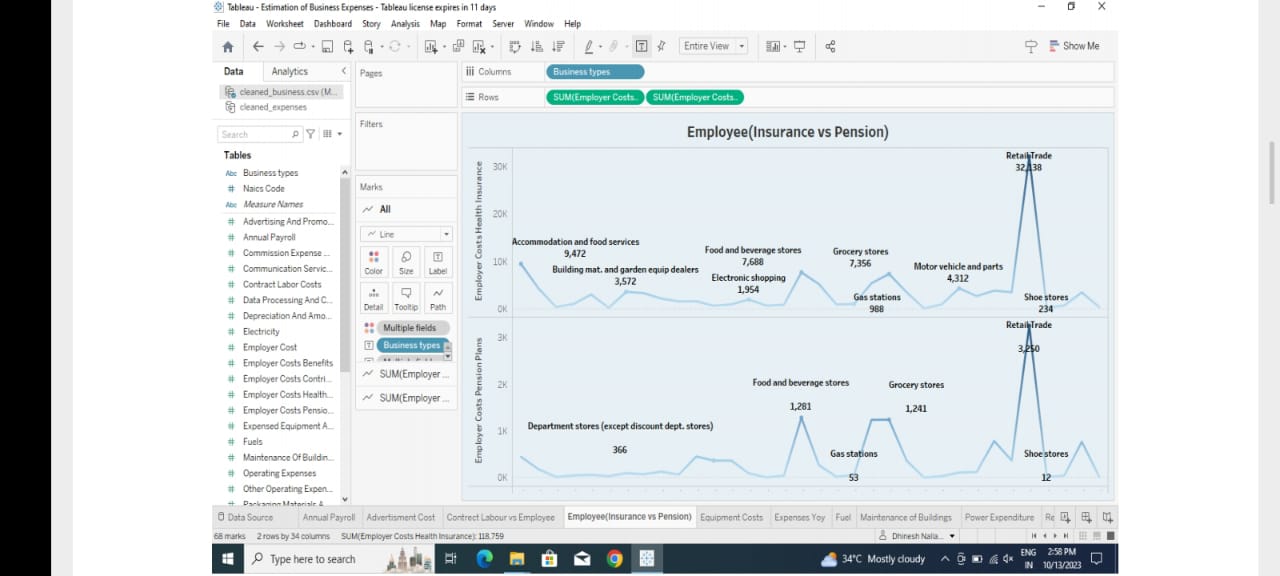 Tableau - Estimation of Business Expenses - Tableau license expires in 11 days
File Data Worksheet Dashboard Story Analysis Map Format Server Window Help
Entire View
Show Me
Data Analytics
cleaned_business.csv (M...
cleaned_expenses
Search
Tables
Abc Business types
# Naics Code
Abc Measure Names
# Advertising And Promo...
# Annual Payroll
# Commission Expense ...
# Communication Servic...
# Contract Labor Costs
# Data Processing And C...
# Depreciation And Amo...
# Electricity
# Employer Cost
# Employer Costs Benefits
# Employer Costs Contri...
# Employer Costs Health...
# Employer Costs Pensio...
# Expensed Equipment A...
# Fuels
# Maintenance Of Buildin...
# Operating Expenses
# Other Operating Expen...
# Packaging Materials A...
Pages
Filters
Marks
All
Line
Color Size Label
Detail Tooltip Path
Multiple fields
Business types
SUM(Employer ...
SUM(Employer ...
Columns Business types
Rows SUM(Employer Costs.. SUM(Employer Costs..
Employee(Insurance vs Pension)
Employer Costs Health Insurance
30K
20K
10K
0K
Retail Trade
32,138
Accommodation and food services
9,472
Building mat. and garden equip dealers
3,572
Food and beverage stores
7,688
Electronic shopping
1,954
Grocery stores
7,356
Gas stations
988
Motor vehicle and parts
4,312
Shoe stores
234
Employer Costs Pension Plans
3K
2K
1K
0K
Retail Trade
3,250
Food and beverage stores
1,281
Grocery stores
1,241
Department stores (except discount dept. stores)
366
Gas stations
53
Shoe stores
12
Data Source Annual Payroll Advertisment Cost Contrect Labour vs Employee Employee(Insurance vs Pension) Equipment Costs Expenses Yoy Fuel Maintenance of Buildings Power Expenditure Re
68 marks 2 rows by 34 columns SUM(Employer Costs Health Insurance): 118,759
Dhinesh Nalla...
Type here to search
34°C Mostly cloudy
ENG
IN
2:58 PM
10/13/2023